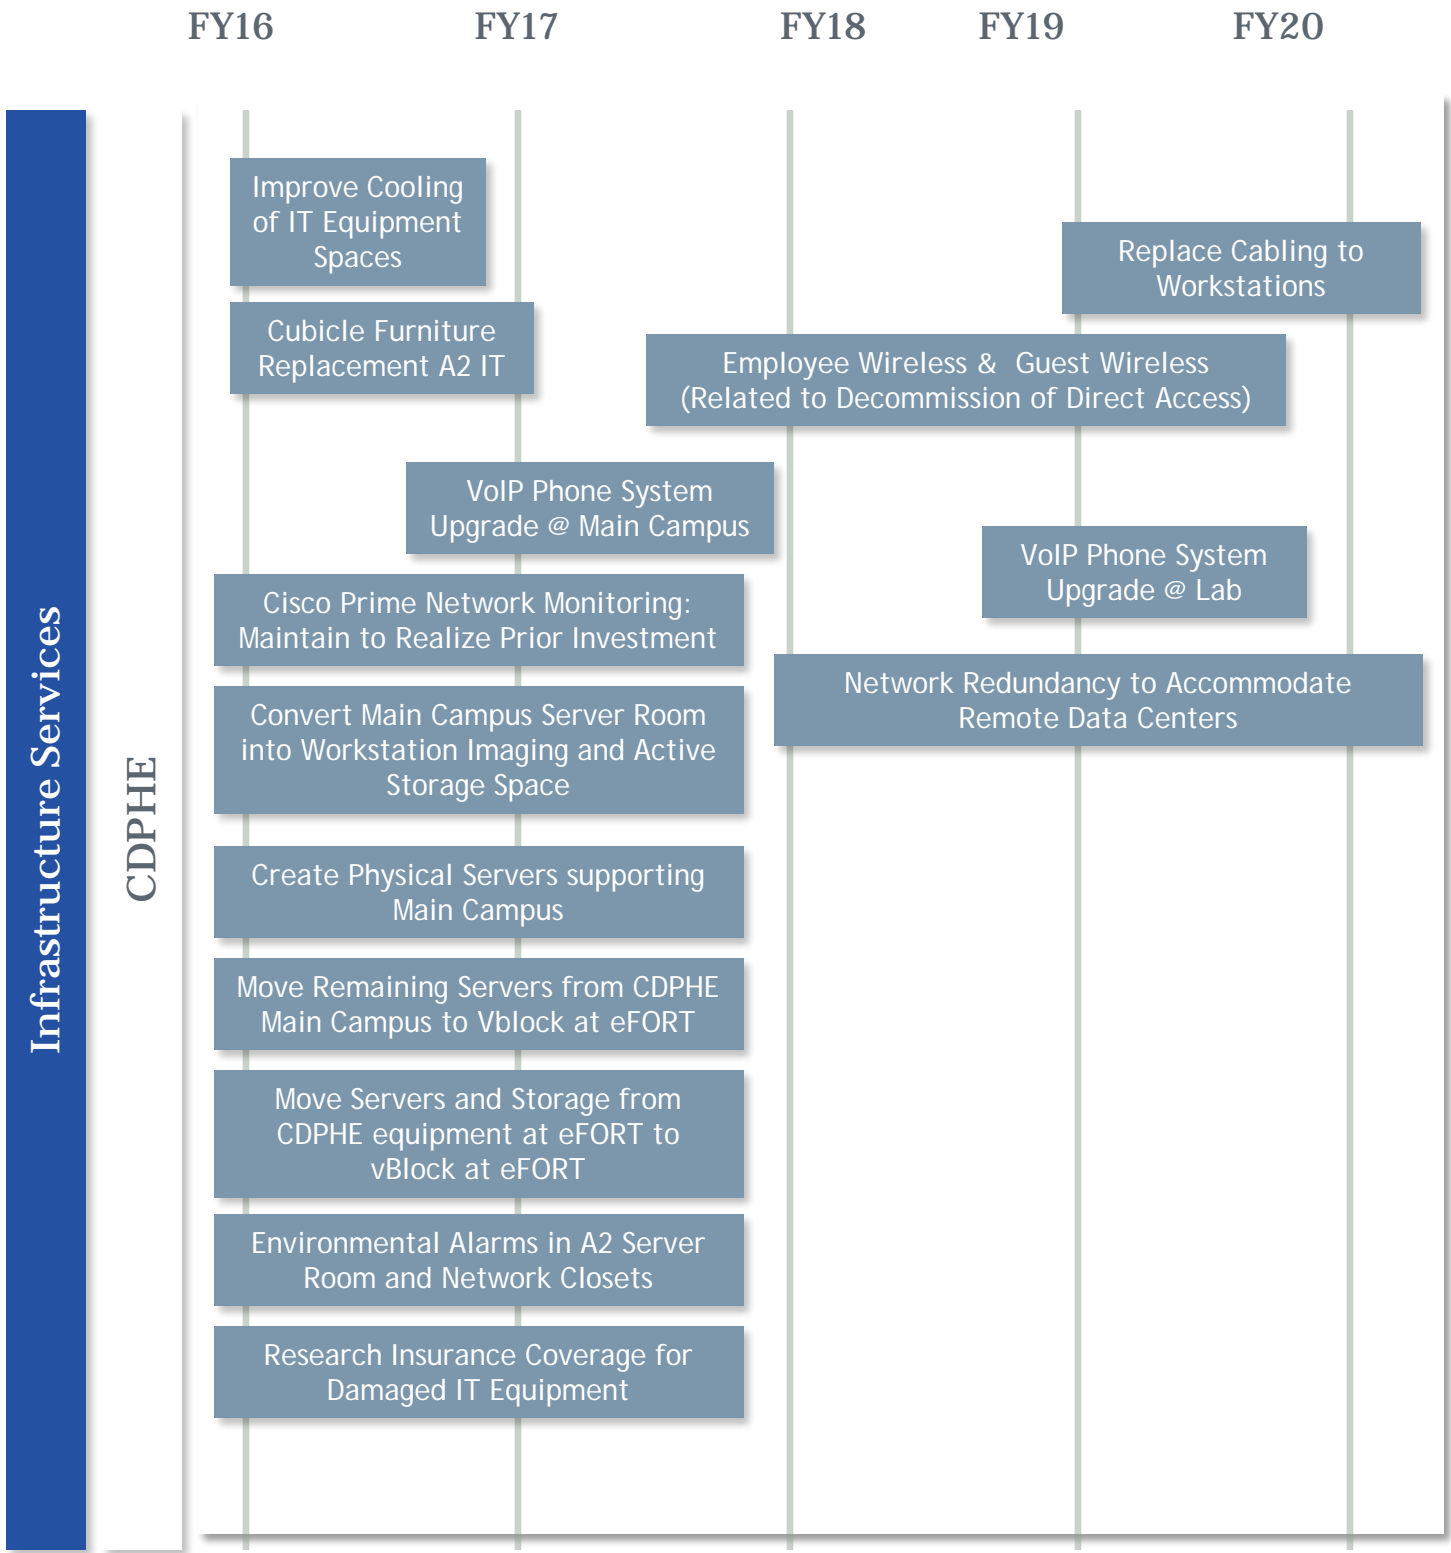 FY16 FY17 FY18 FY19 FY20
Infrastructure Services
CDPHE
Improve Cooling
of IT Equipment
Spaces
Replace Cabling to
Workstations
Cubicle Furniture
Replacement A2 IT
Employee Wireless & Guest Wireless
(Related to Decommission of Direct Access)
VoIP Phone System
Upgrade @ Main Campus
VoIP Phone System
Upgrade @ Lab
Cisco Prime Network Monitoring:
Maintain to Realize Prior Investment
Network Redundancy to Accommodate
Remote Data Centers
Convert Main Campus Server Room
into Workstation Imaging and Active
Storage Space
Create Physical Servers supporting
Main Campus
Move Remaining Servers from CDPHE
Main Campus to Vblock at eFORT
Move Servers and Storage from
CDPHE equipment at eFORT to
vBlock at eFORT
Environmental Alarms in A2 Server
Room and Network Closets
Research Insurance Coverage for
Damaged IT Equipment